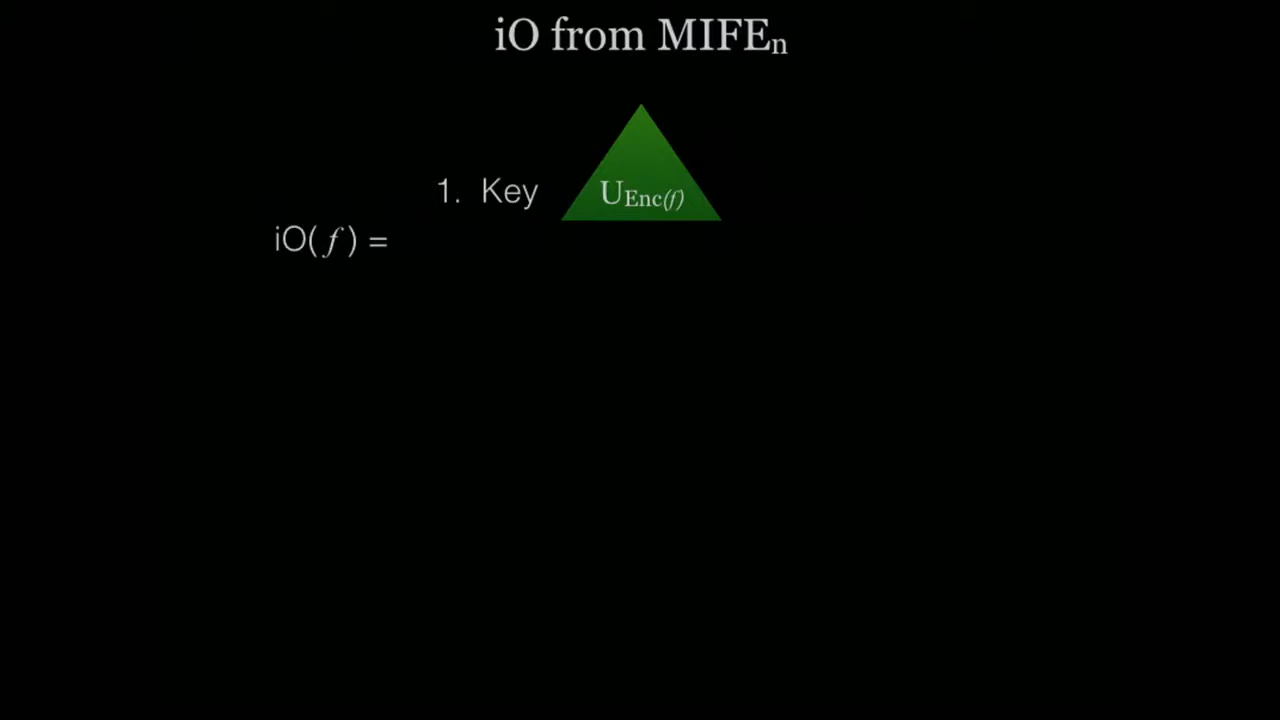 iO from MIFEn
1. Key UEnc(f)
iO( f ) =